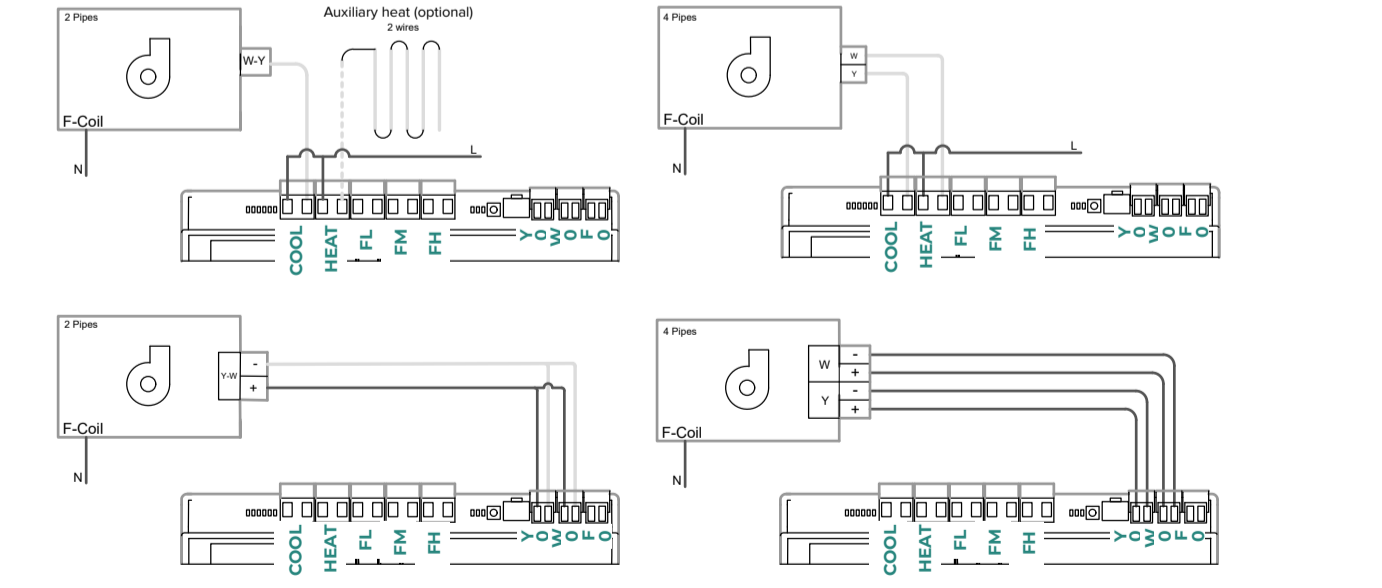 2 Pipes
Auxiliary heat (optional)
2 wires
W-Y
F-Coil
N
L
COOL
HEAT
FL
FM
FH
Y
0
W
0
F
0
4 Pipes
W
Y
F-Coil
N
L
COOL
HEAT
FL
FM
FH
Y
0
W
0
F
0
2 Pipes
Y-W
-
+
F-Coil
N
COOL
HEAT
FL
FM
FH
Y
0
W
0
F
0
4 Pipes
W
-
+
Y
-
+
F-Coil
N
COOL
HEAT
FL
FM
FH
Y
0
W
0
F
0